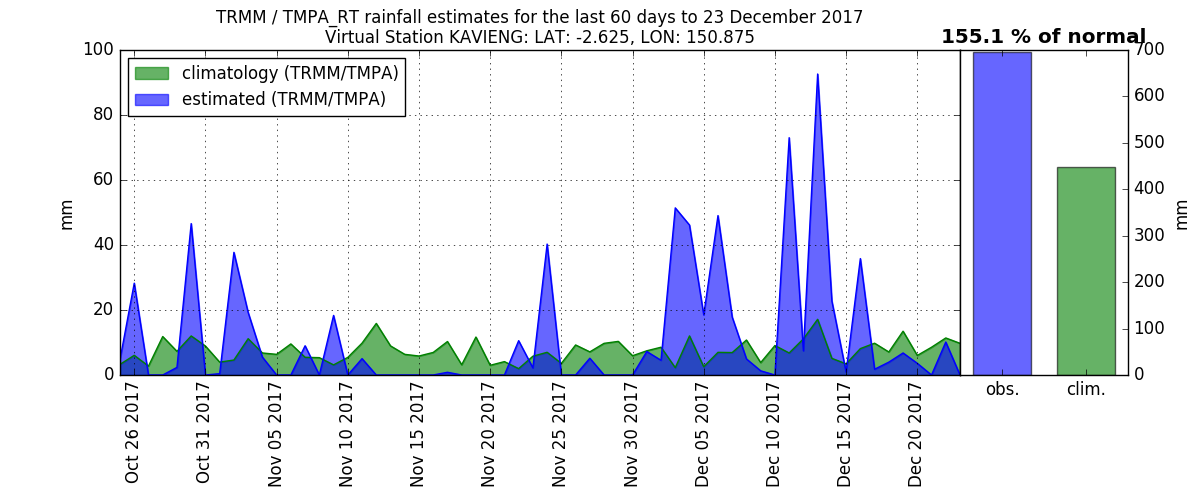 TRMM / TMPA_RT rainfall estimates for the last 60 days to 23 December 2017
Virtual Station KAVIENG: LAT: -2.625, LON: 150.875
155.1 % of normal
climatology (TRMM/TMPA)
estimated (TRMM/TMPA)
mm
100
80
60
40
20
0
Oct 26 2017
Oct 31 2017
Nov 05 2017
Nov 10 2017
Nov 15 2017
Nov 20 2017
Nov 25 2017
Nov 30 2017
Dec 05 2017
Dec 10 2017
Dec 15 2017
Dec 20 2017
obs.
clim.
700
600
500
400
300
200
100
0
mm